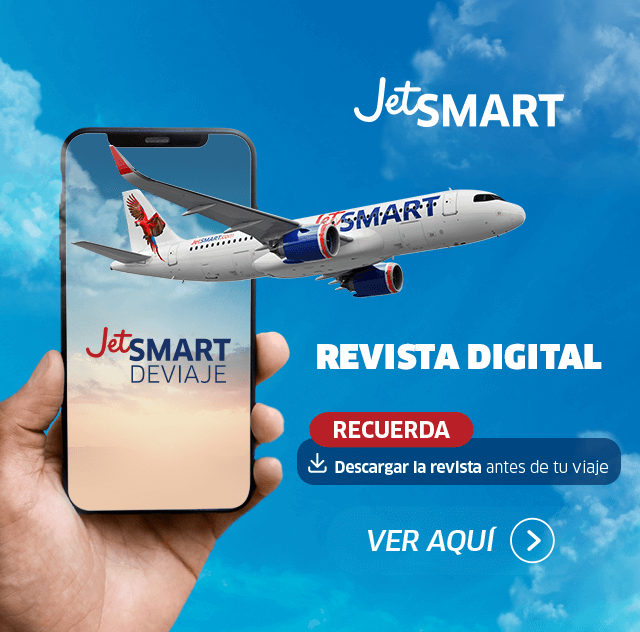 JetSMART
JetSMART
JetSMART
DEVIAJE
REVISTA DIGITAL
RECUERDA
Descargar la revista antes de tu viaje
VER AQUÍ